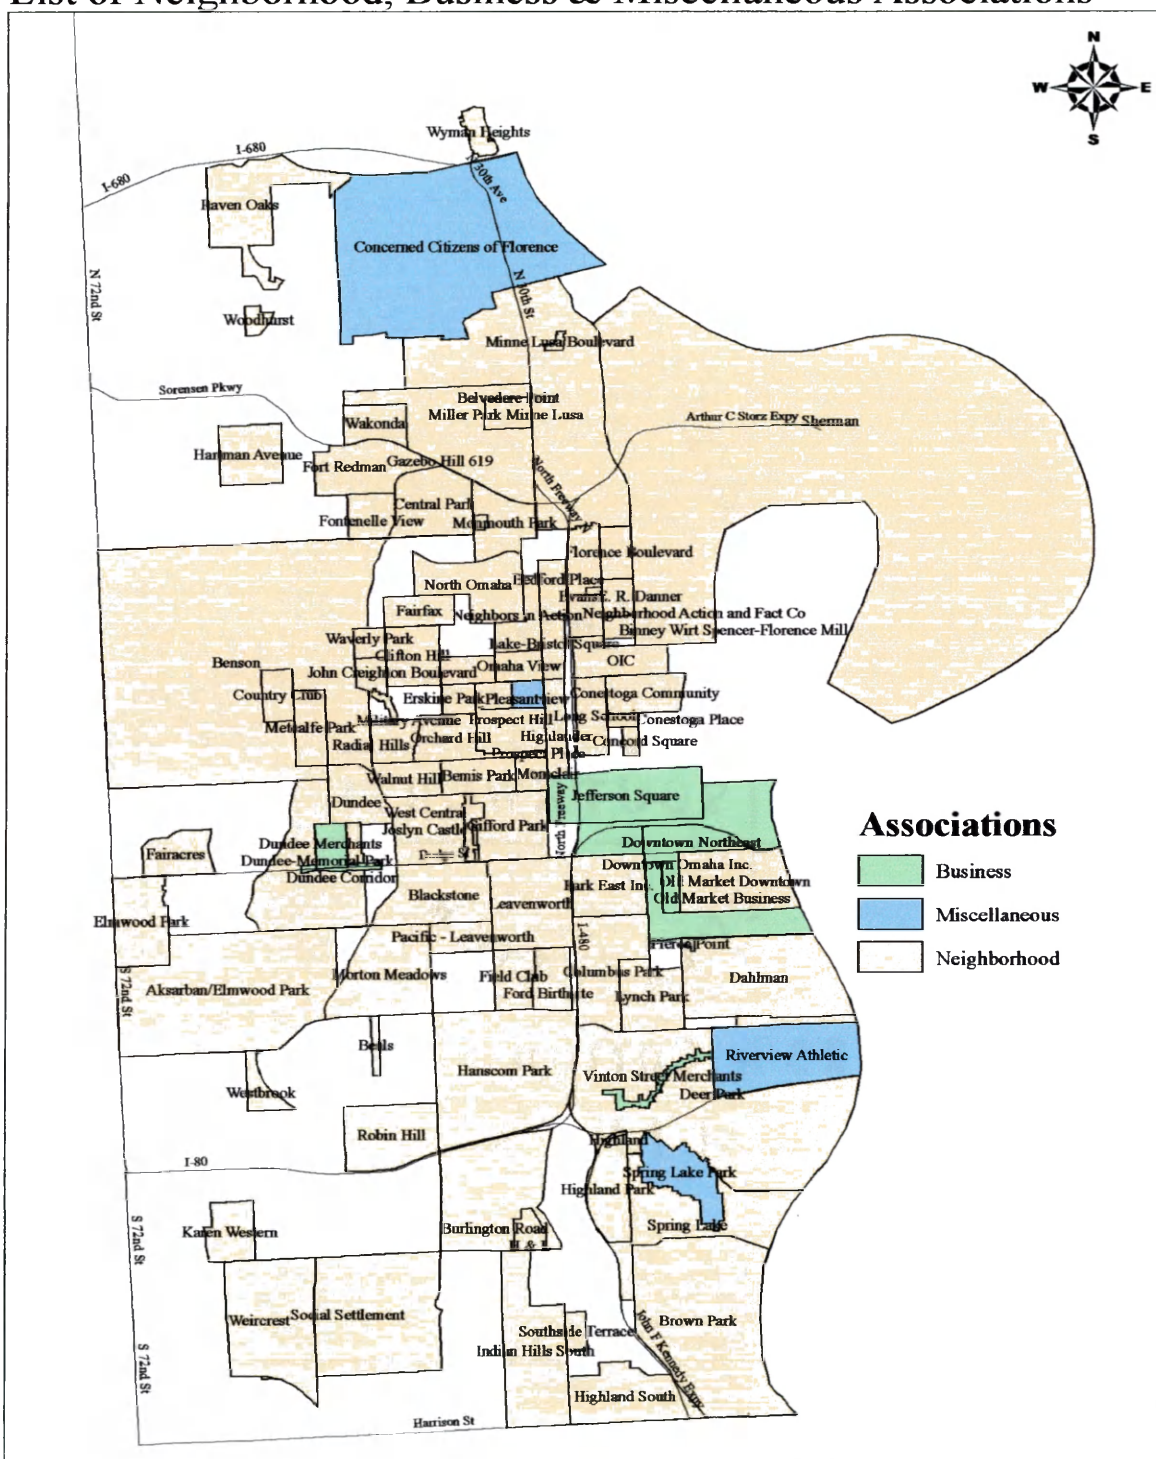 List of Neighborhood, Business & Miscellaneous Associations
N
W
E
S
Wyman Heights
I-680
I-680
N 30th Ave
Raven Oaks
Concerned Citizens of Florence
N 72nd St
N 30th St
Woodhurst
Minne Lusa Boulevard
Sorensen Pkwy
Belvedere Point
Miller Park Minne Lusa
Arthur C Storz Expy
Sherman
Wakonda
Hartman Avenue
Fort Redman
Gazebo Hill 619
North Freeway
Central Park
Fontenelle View
Monmouth Park
Florence Boulevard
North Omaha
Bedford Place
Evans
E. R. Danner
Fairfax
Neighbors in Action
Neighborhood Action and Fact Co
Binney Wirt Spencer-Florence Mill
Waverly Park
Lake-Bristol Square
Clifton Hill
Benson
John Creighton Boulevard
Omaha View
OIC
Country Club
Erskine Park
Pleasantview
Conestoga Community
Military Avenue
Prospect Hill
Long School
Conestoga Place
Metcalfe Park
Orchard Hill
Highlander
Concord Square
Radial Hills
Prospect Place
Walnut Hill
Bemis Park
Montclair
Jefferson Square
Dundee
North Freeway
West Central
Joslyn Castle
Gifford Park
Associations
Dundee Merchants
Downtown Northeast
Fairacres
Dundee-Memorial Park
Downtown Omaha Inc.
Business
Dundee Corridor
Park East Inc.
Old Market Downtown
Blackstone
Leavenworth
Old Market Business
Miscellaneous
Elmwood Park
Pacific - Leavenworth
I-480
Pierce Point
Neighborhood
S 72nd St
Morton Meadows
Field Club
Columbus Park
Dahlman
Aksarban/Elmwood Park
Ford Birthsite
Lynch Park
Beals
Riverview Athletic
Hanscom Park
Vinton Street Merchants
Westbrook
Deer Park
Robin Hill
Highland
I-80
Spring Lake Park
Highland Park
Karen Western
Burlington Road
Spring Lake
S 72nd St
Weircrest
Social Settlement
Southside Terrace
Brown Park
Indian Hills South
John F Kennedy Expy
S 72nd St
Highland South
Harrison St